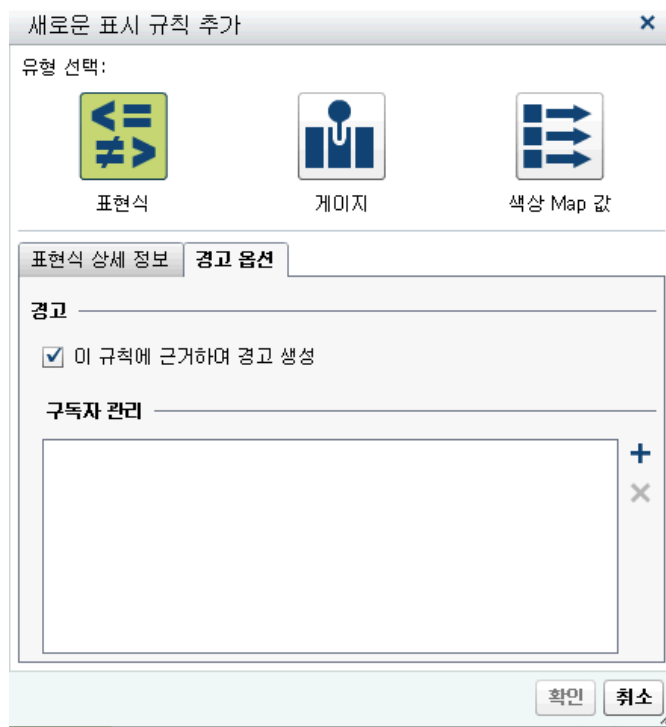 새로운 표시 규칙 추가
유형 선택:
표현식 게이지 색상 Map 값
표현식 상세 정보 경고 옵션
경고
이 규칙에 근거하여 경고 생성
구독자 관리
확인 취소